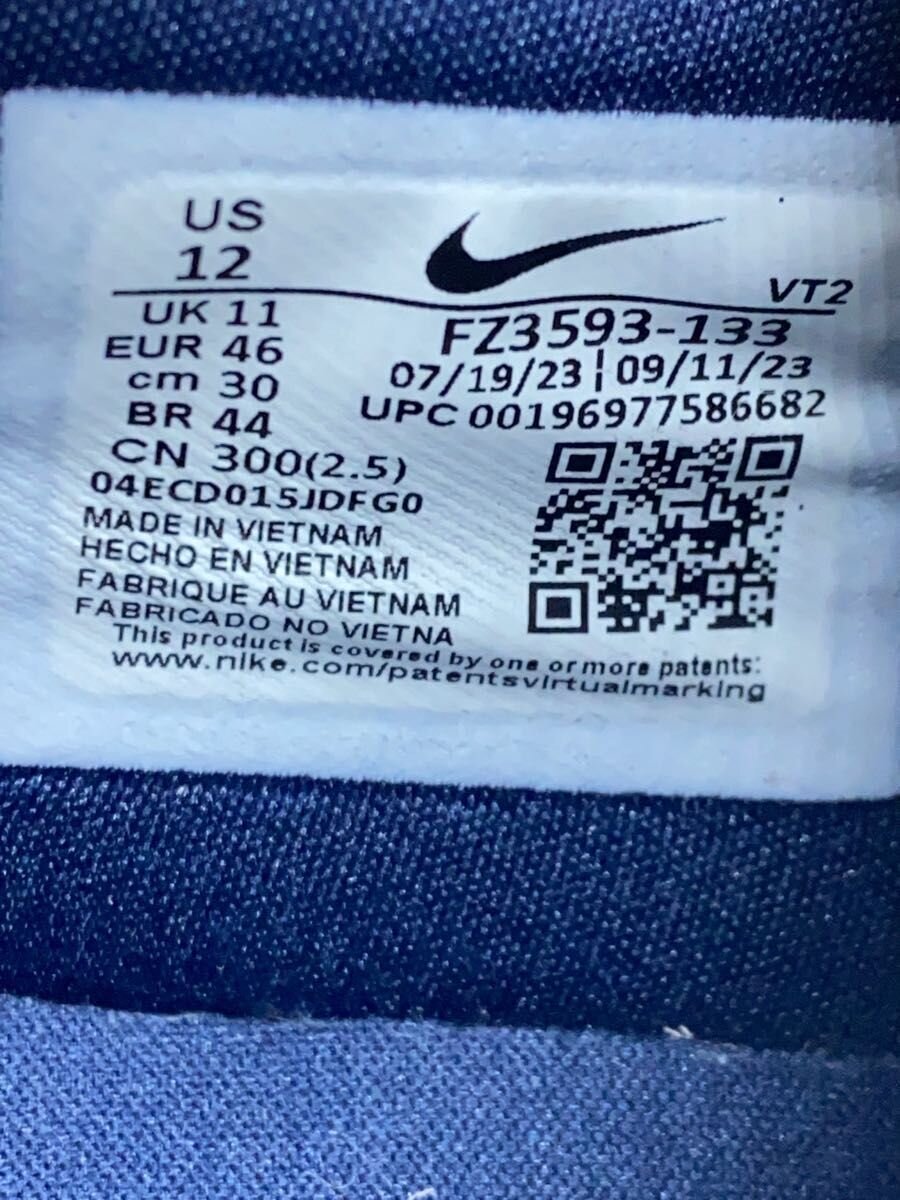 US
12
VT2
UK 11
EUR 46
cm 30
BR 44
CN 300(2.5)
FZ3593-133
07/19/23 | 09/11/23
UPC 00196977586682
04ECD015JDFG0
MADE IN VIETNAM
HECHO EN VIETNAM
FABRIQUE AU VIETNAM
FABRICADO NO VIETNA
This product is covered by one or more patents:
www.nike.com/patentsvirtualmarking